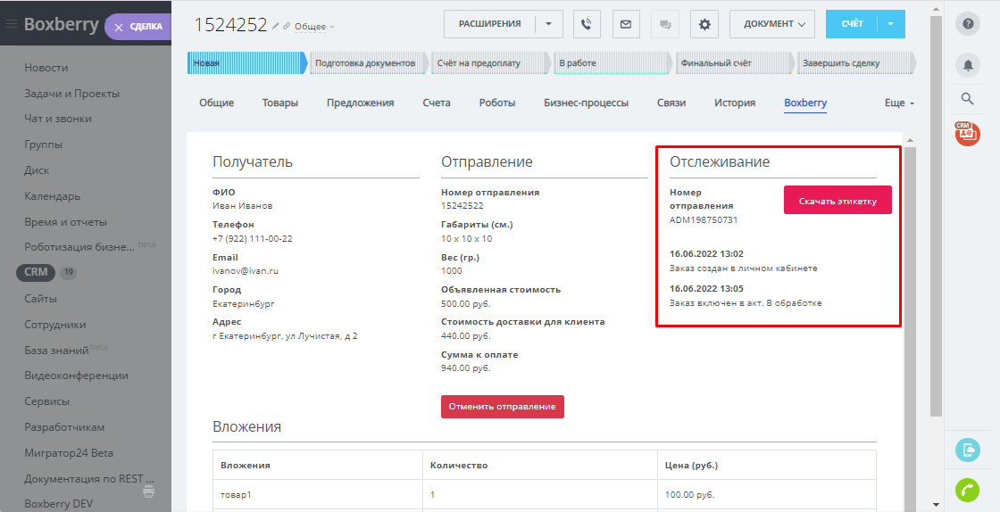 Boxberry
СДЕЛКА
Новости
Задачи и Проекты
Чат и звонки
Группы
Диск
Календарь
Время и отчеты
Роботизация бизне... beta
CRM 19
Сайты
Сотрудники
База знаний beta
Видеоконференции
Сервисы
Разработчикам
Мигратор24 Beta
Документация по REST ...
Boxberry DEV
1524252 Общее
РАСШИРЕНИЯ
ДОКУМЕНТ
СЧЁТ
Новая
Подготовка документов
Счёт на предоплату
В работе
Финальный счёт
Завершить сделку
Общие
Товары
Предложения
Счета
Роботы
Бизнес-процессы
Связи
История
Boxberry
Еще
Получатель
ФИО
Иван Иванов
Телефон
+7 (922) 111-00-22
Email
ivanov@ivan.ru
Город
Екатеринбург
Адрес
г Екатеринбург, ул Лучистая, д 2
Отправление
Номер отправления
15242522
Габариты (см.)
10 x 10 x 10
Вес (гр.)
1000
Объявленная стоимость
500.00 руб.
Стоимость доставки для клиента
440.00 руб.
Сумма к оплате
940.00 руб.
Отменить отправление
Отслеживание
Номер
отправления
ADM198750731
Скачать этикетку
16.06.2022 13:02
Заказ создан в личном кабинете
16.06.2022 13:05
Заказ включен в акт. В обработке
Вложения
Вложения Количество Цена (руб.)
товар1 1 100.00 руб.
?
CRM